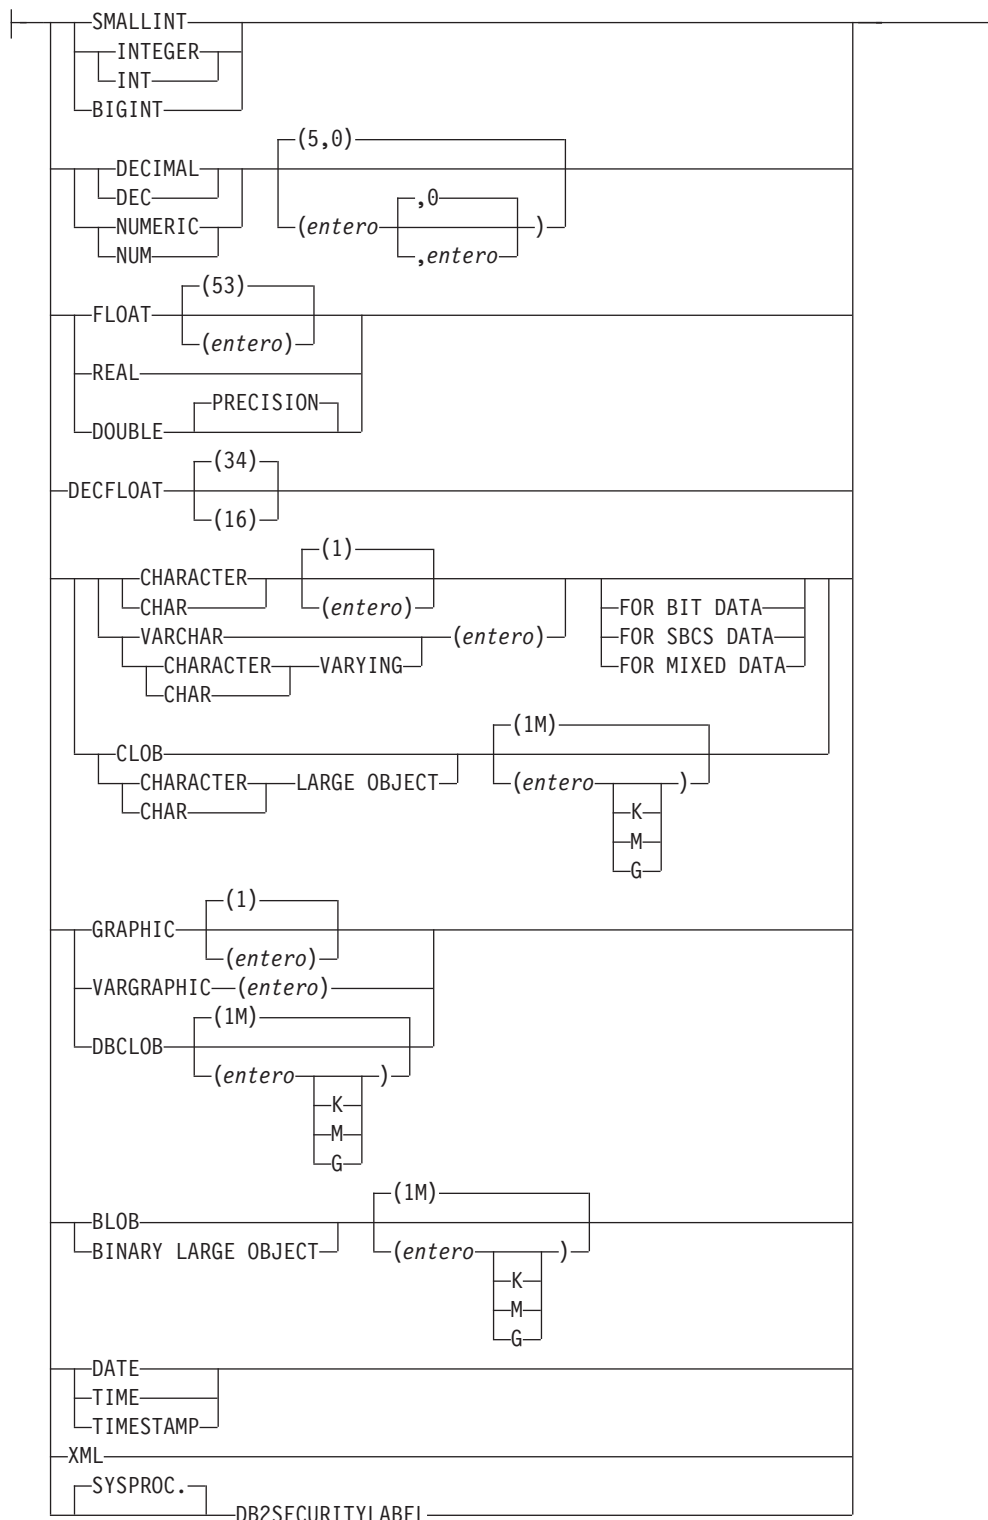 SMALLINT
INTEGER
INT
BIGINT
(5,0)
DECIMAL
DEC
,0
NUMERIC
(entero )
NUM
,entero
(53)
FLOAT
(entero)
REAL
PRECISION
DOUBLE
(34)
DECFLOAT
(16)
(1)
CHARACTER
CHAR
(entero)
FOR BIT DATA
VARCHAR
(entero)
FOR SBCS DATA
CHARACTER
VARYING
FOR MIXED DATA
CHAR
(1M)
CLOB
CHARACTER
LARGE OBJECT
(entero )
CHAR
K
M
G
(1)
GRAPHIC
(entero)
VARGRAPHIC (entero)
(1M)
DBCLOB
(entero )
K
M
G
(1M)
BLOB
BINARY LARGE OBJECT
(entero )
K
M
G
DATE
TIME
TIMESTAMP
XML
SYSPROC.
DB2SECURITYLABEL